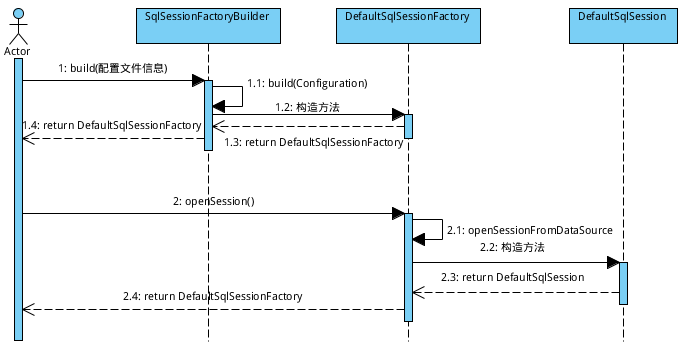 SqlSessionFactoryBuilder
DefaultSqlSessionFactory
DefaultSqlSession
Actor
1: build(配置文件信息)
1.1: build(Configuration)
1.2: 构造方法
1.4: return DefaultSqlSessionFactory
1.3: return DefaultSqlSessionFactory
2: openSession()
2.1: openSessionFromDataSource
2.2: 构造方法
2.3: return DefaultSqlSession
2.4: return DefaultSqlSessionFactory